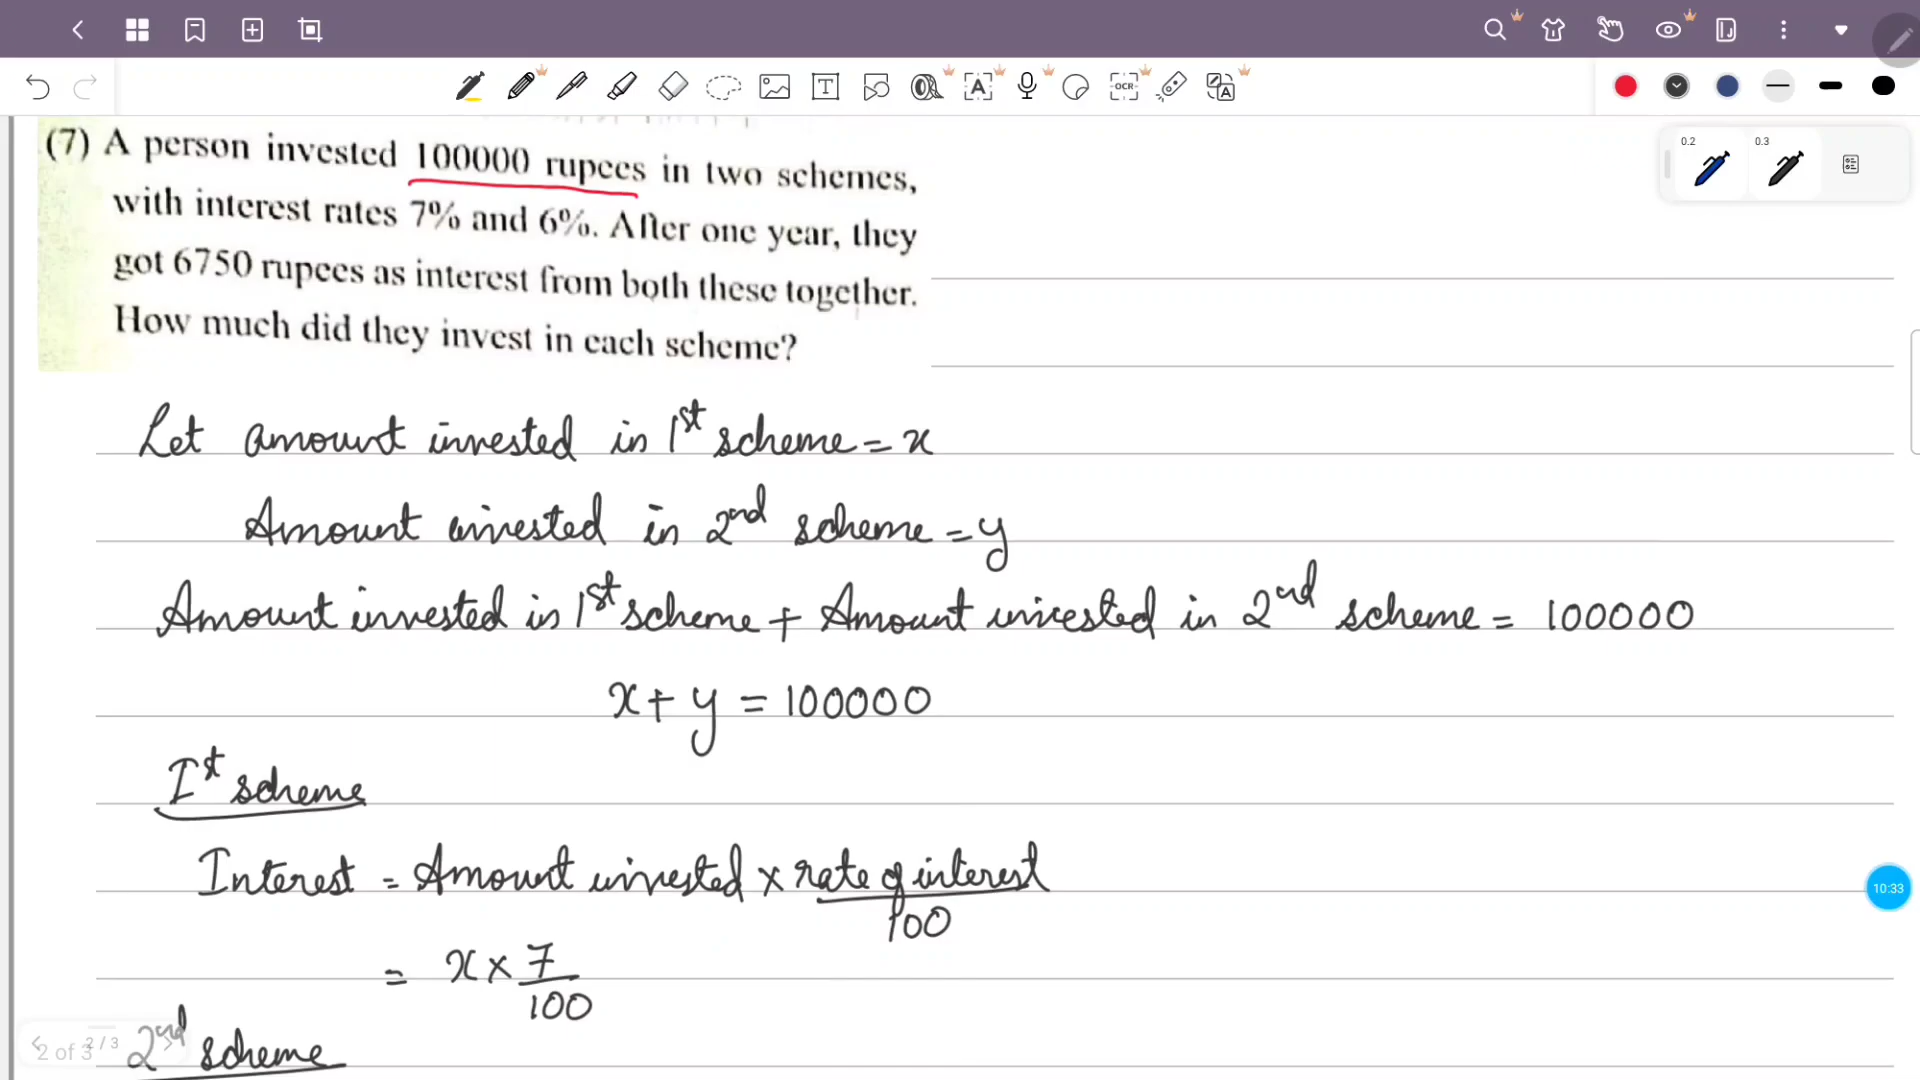 OCR
A
A
0.2
0.3
(7) A person invested 100000 rupees in two schemes,
with interest rates 7% and 6%. After one year, they
got 6750 rupees as interest from both these together.
How much did they invest in each scheme?
Let amount invested in 1st scheme = x
Amount invested in 2nd scheme = y
Amount invested in 1st scheme + Amount invested in 2nd scheme = 100000
x + y = 100000
Ist scheme
Interest = Amount invested × rate of interest
100
10:33
= x × 7
100
2 of 3
2 / 3
2nd scheme